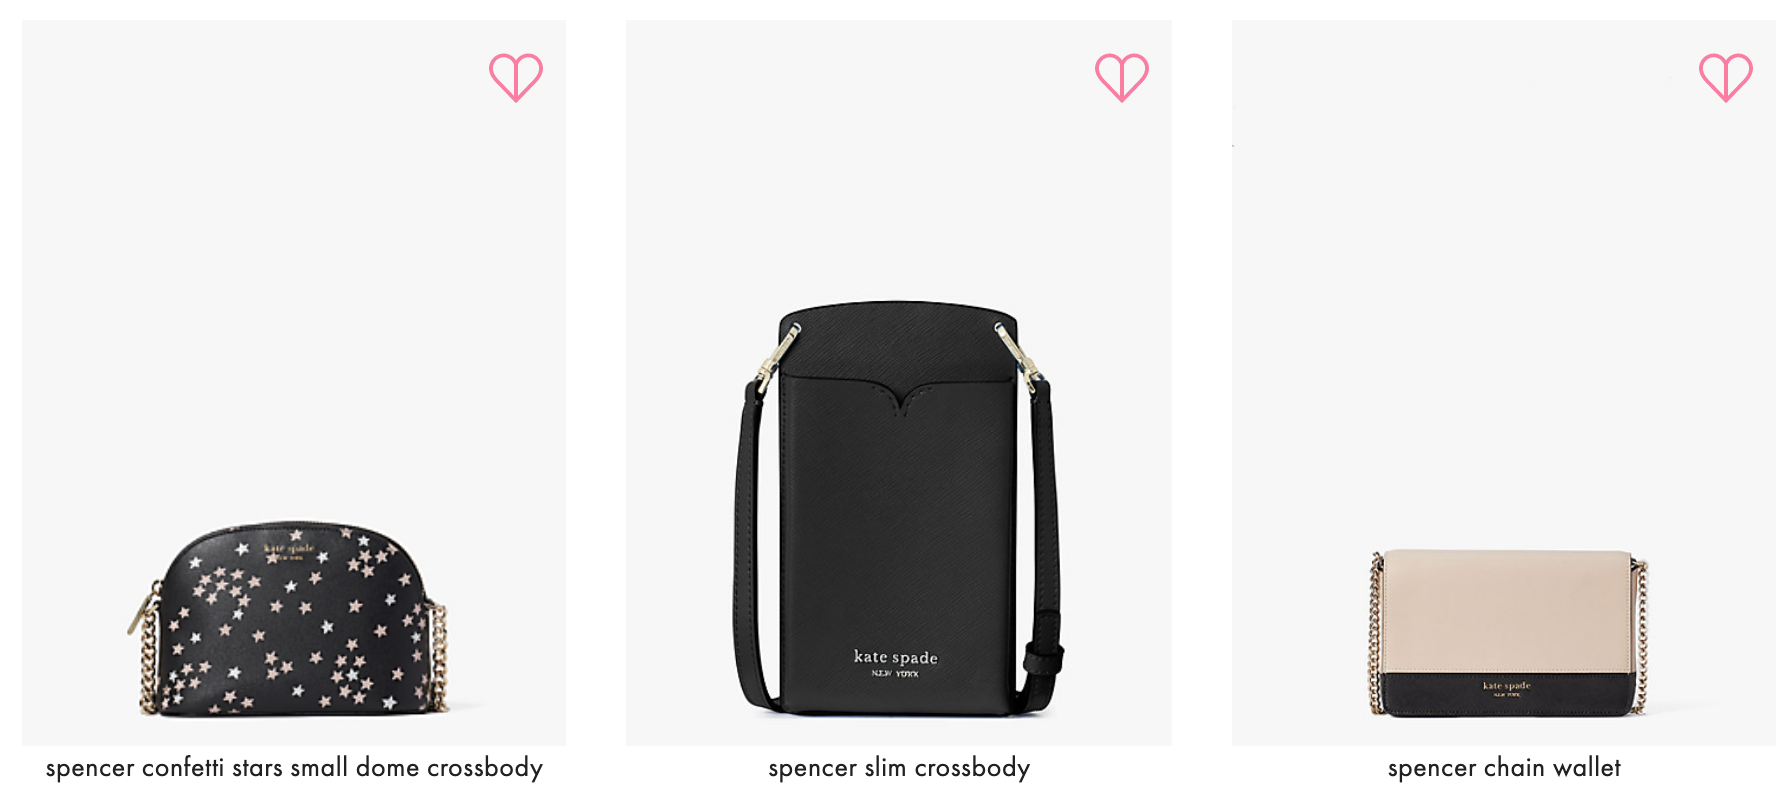 kate spade
NEW YORK
kate spade
NEW YORK
kate spade
NEW YORK
spencer confetti stars small dome crossbody
spencer slim crossbody
spencer chain wallet